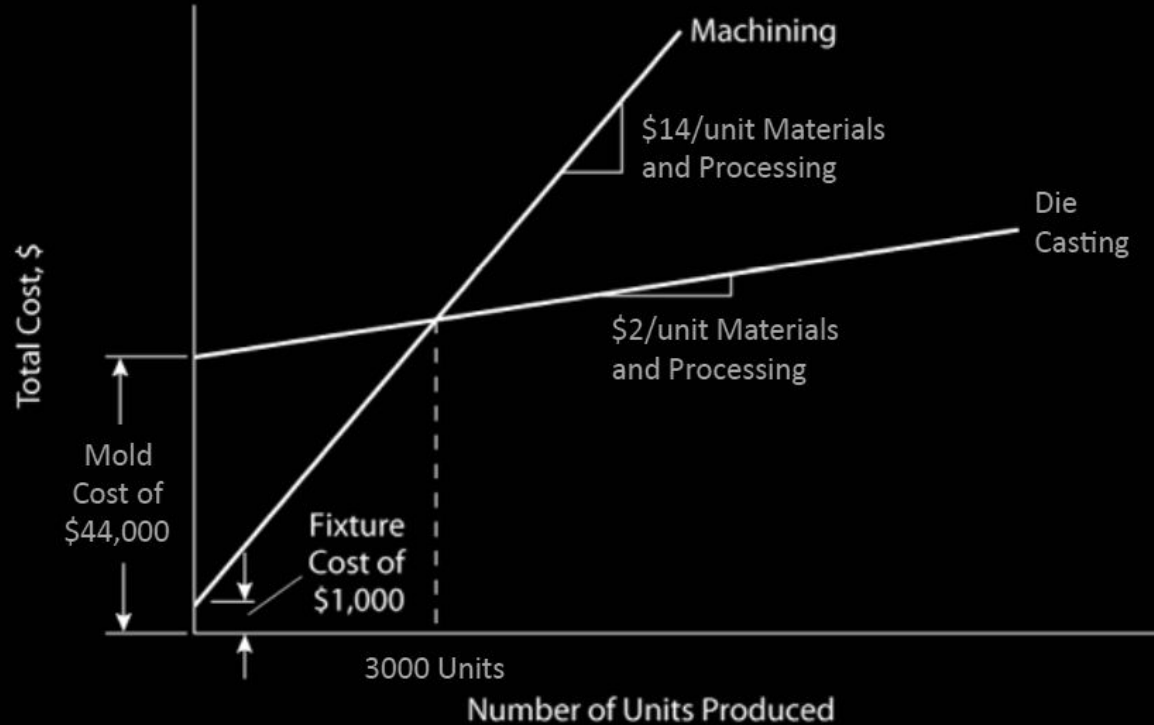 Machining
$14/unit Materials
and Processing
Die
Casting
$2/unit Materials
and Processing
Total Cost, $
Mold
Cost of
$44,000
Fixture
Cost of
$1,000
3000 Units
Number of Units Produced